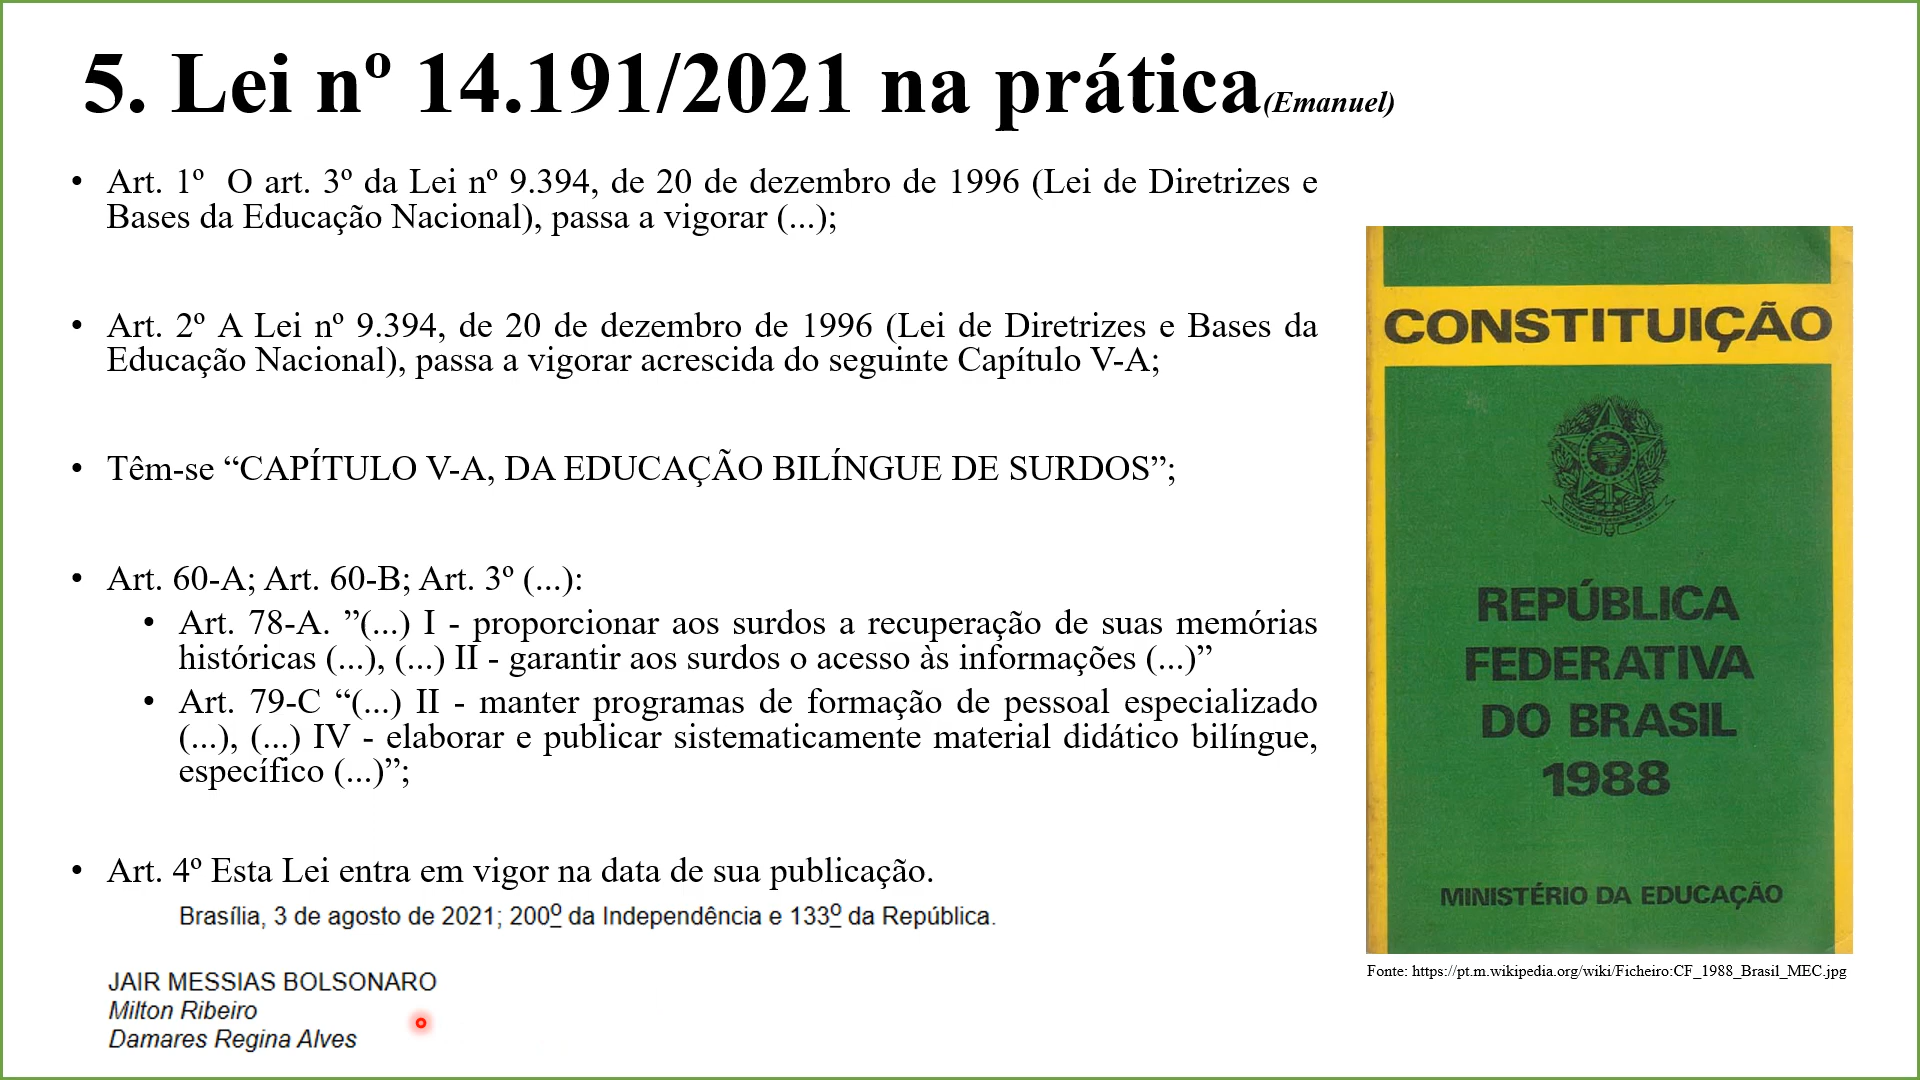 5. Lei nº 14.191/2021 na prática(Emanuel)
• Art. 1º O art. 3º da Lei nº 9.394, de 20 de dezembro de 1996 (Lei de Diretrizes e
Bases da Educação Nacional), passa a vigorar (...);
• Art. 2º A Lei nº 9.394, de 20 de dezembro de 1996 (Lei de Diretrizes e Bases da
Educação Nacional), passa a vigorar acrescida do seguinte Capítulo V-A;
• Têm-se “CAPÍTULO V-A, DA EDUCAÇÃO BILÍNGUE DE SURDOS”;
• Art. 60-A; Art. 60-B; Art. 3º (...):
• Art. 78-A. ”(...) I - proporcionar aos surdos a recuperação de suas memórias
históricas (...), (...) II - garantir aos surdos o acesso às informações (...)”
• Art. 79-C “(...) II - manter programas de formação de pessoal especializado
(...), (...) IV - elaborar e publicar sistematicamente material didático bilíngue,
específico (...)”;
• Art. 4º Esta Lei entra em vigor na data de sua publicação.
Brasília, 3 de agosto de 2021; 200º da Independência e 133º da República.
JAIR MESSIAS BOLSONARO
Milton Ribeiro
Damares Regina Alves
CONSTITUIÇÃO
REPÚBLICA
FEDERATIVA
DO BRASIL
1988
MINISTÉRIO DA EDUCAÇÃO
Fonte: https://pt.m.wikipedia.org/wiki/Ficheiro:CF_1988_Brasil_MEC.jpg